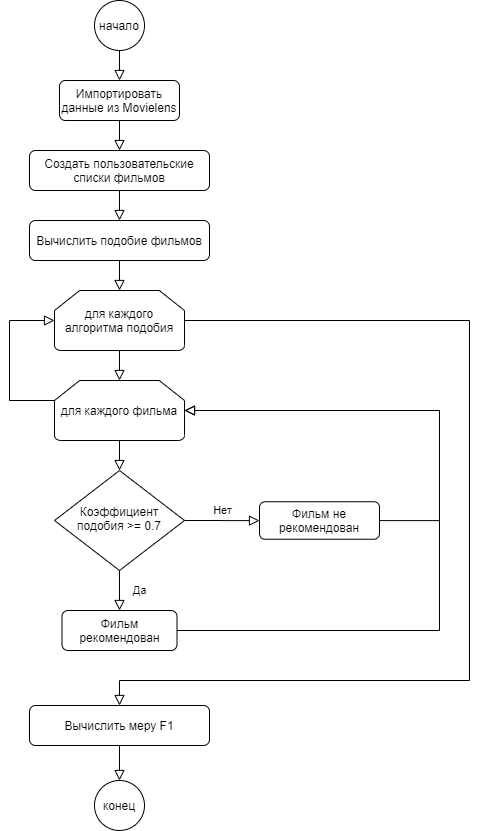 начало
Импортировать
данные из Movielens
Создать пользовательские
списки фильмов
Вычислить подобие фильмов
для каждого
алгоритма подобия
для каждого фильма
Коэффициент
подобия >= 0.7
Нет
Фильм не
рекомендован
Да
Фильм
рекомендован
Вычислить меру F1
конец